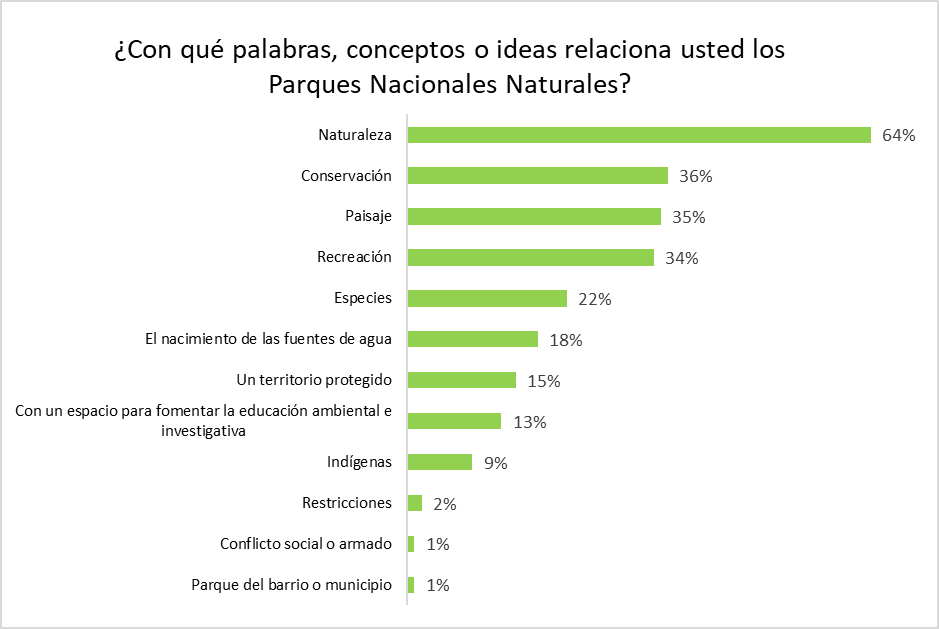 ¿Con qué palabras, conceptos o ideas relaciona usted los
Parques Nacionales Naturales?
Naturaleza 64%
Conservación 36%
Paisaje 35%
Recreación 34%
Especies 22%
El nacimiento de las fuentes de agua 18%
Un territorio protegido 15%
Con un espacio para fomentar la educación ambiental e
investigativa 13%
Indígenas 9%
Restricciones 2%
Conflicto social o armado 1%
Parque del barrio o municipio 1%